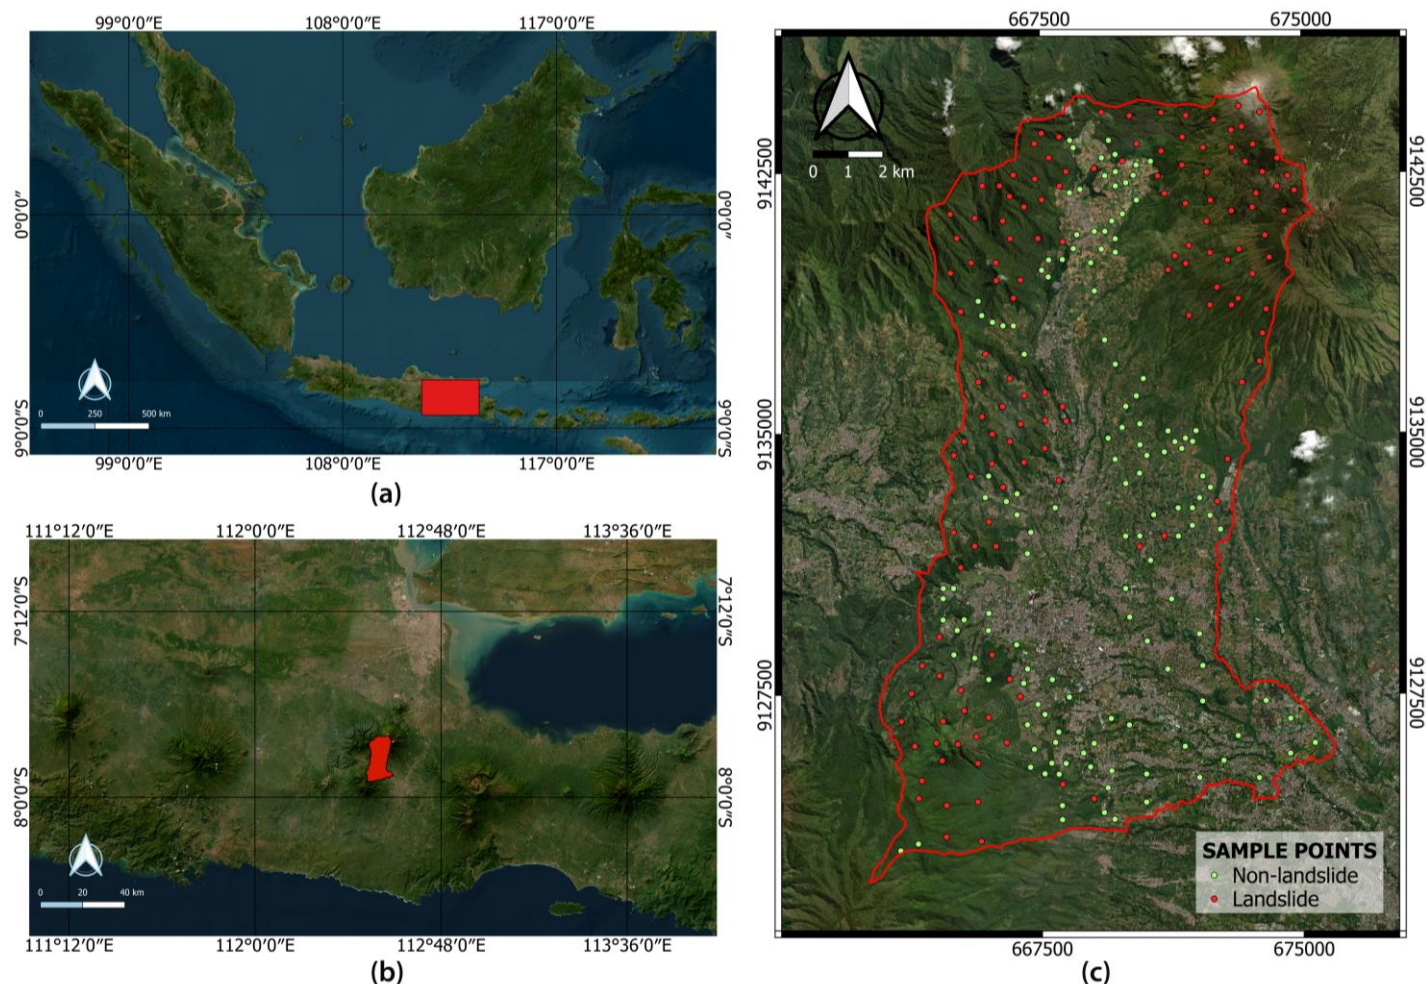 99°0′0″E 108°0′0″E 117°0′0″E
0°0′0″ 0°0′0″
9°0′0″S 9°0′0″S
0 250 500 km
99°0′0″E 108°0′0″E 117°0′0″E
(a)
111°12′0″E 112°0′0″E 112°48′0″E 113°36′0″E
7°12′0″S 7°12′0″S
8°0′0″S 8°0′0″S
0 20 40 km
111°12′0″E 112°0′0″E 112°48′0″E 113°36′0″E
(b)
667500 675000
0 1 2 km
9142500 9142500
9135000 9135000
9127500 9127500
SAMPLE POINTS
Non-landslide
Landslide
667500 675000
(c)